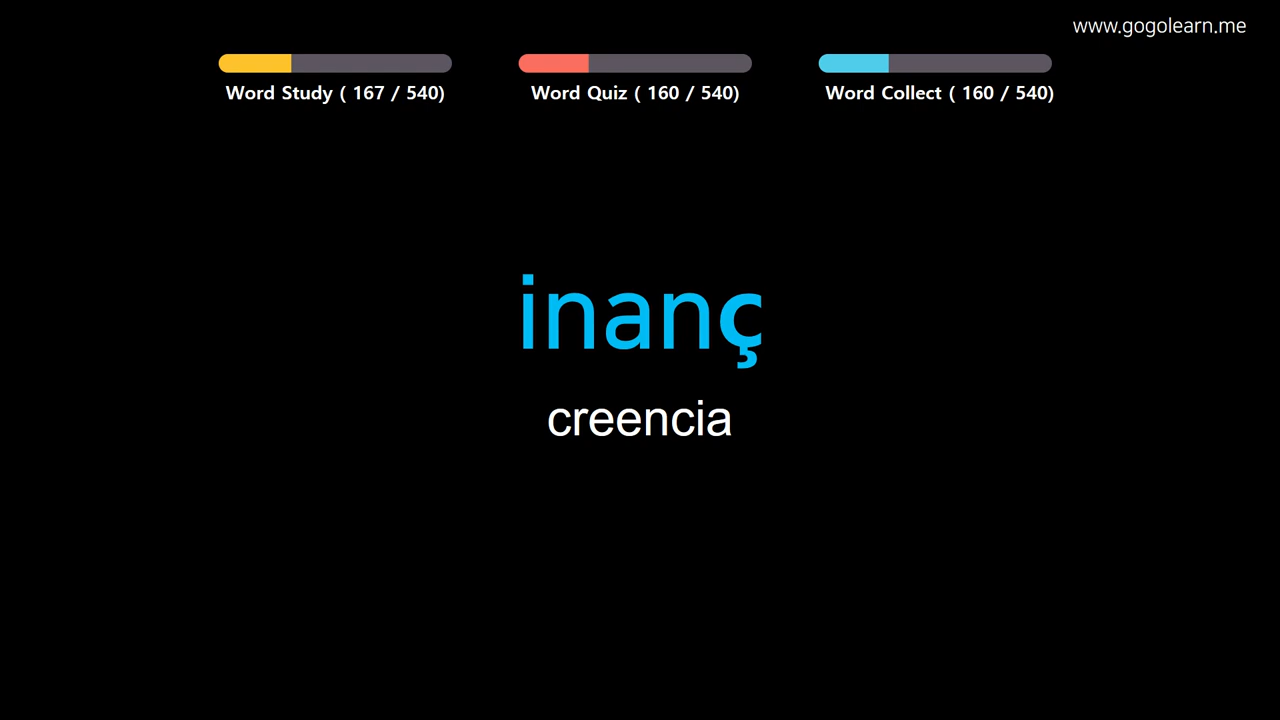 www.gogolearn.me
Word Study ( 167 / 540)
Word Quiz ( 160 / 540)
Word Collect ( 160 / 540)
inanç
creencia